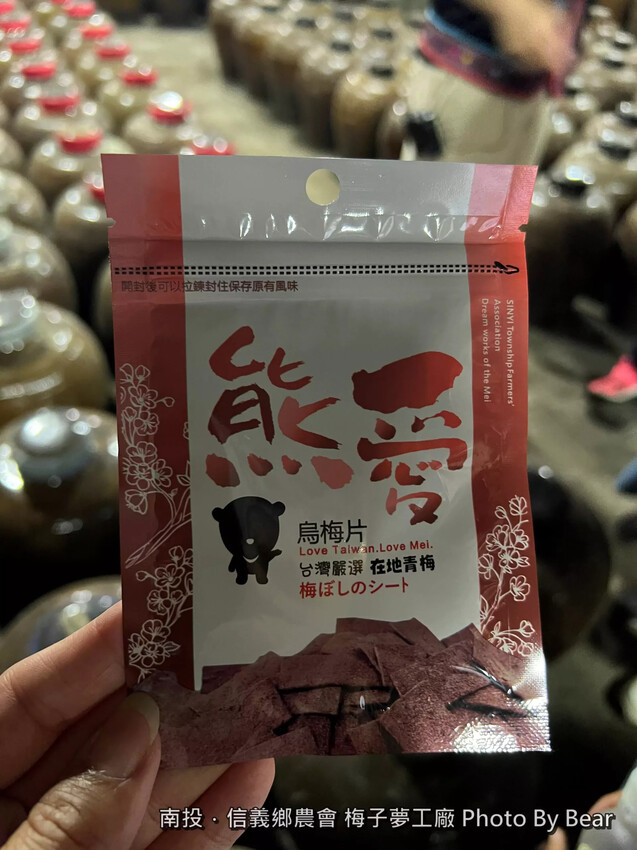 開封後可以拉鍊封住保存原有風味
SINYI Township Farmers'
Association
Dream works of the Mei
熊愛
烏梅片
Love Taiwan.Love Mei.
台灣嚴選 在地青梅
梅ぼしのシート
南投．信義鄉農會 梅子夢工廠 Photo By Bear